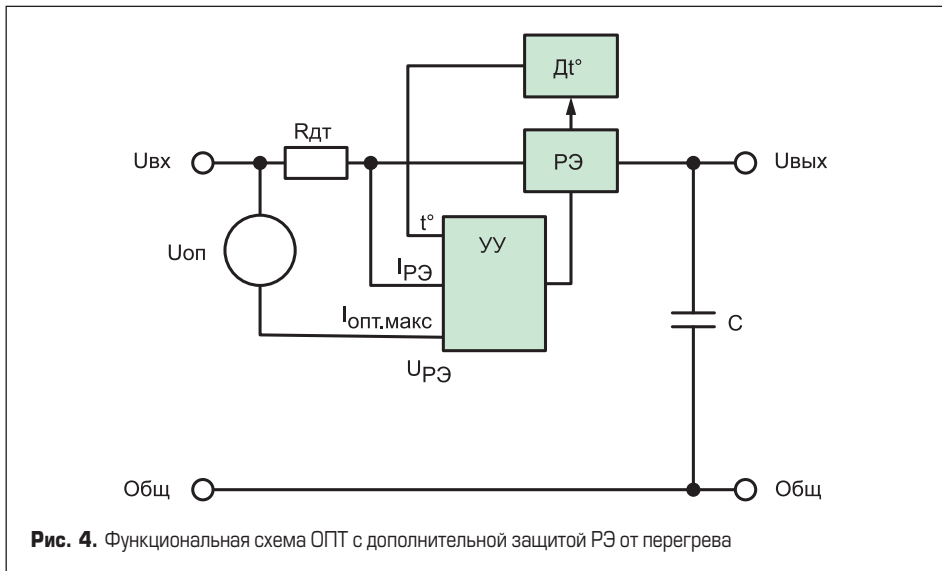 Дt°
Rдт
Uвх
РЭ
Uвых
t°
УУ
Uоп
IРЭ
Iопт.макс
С
UРЭ
Общ
Общ
Рис. 4. Функциональная схема ОПТ с дополнительной защитой РЭ от перегрева